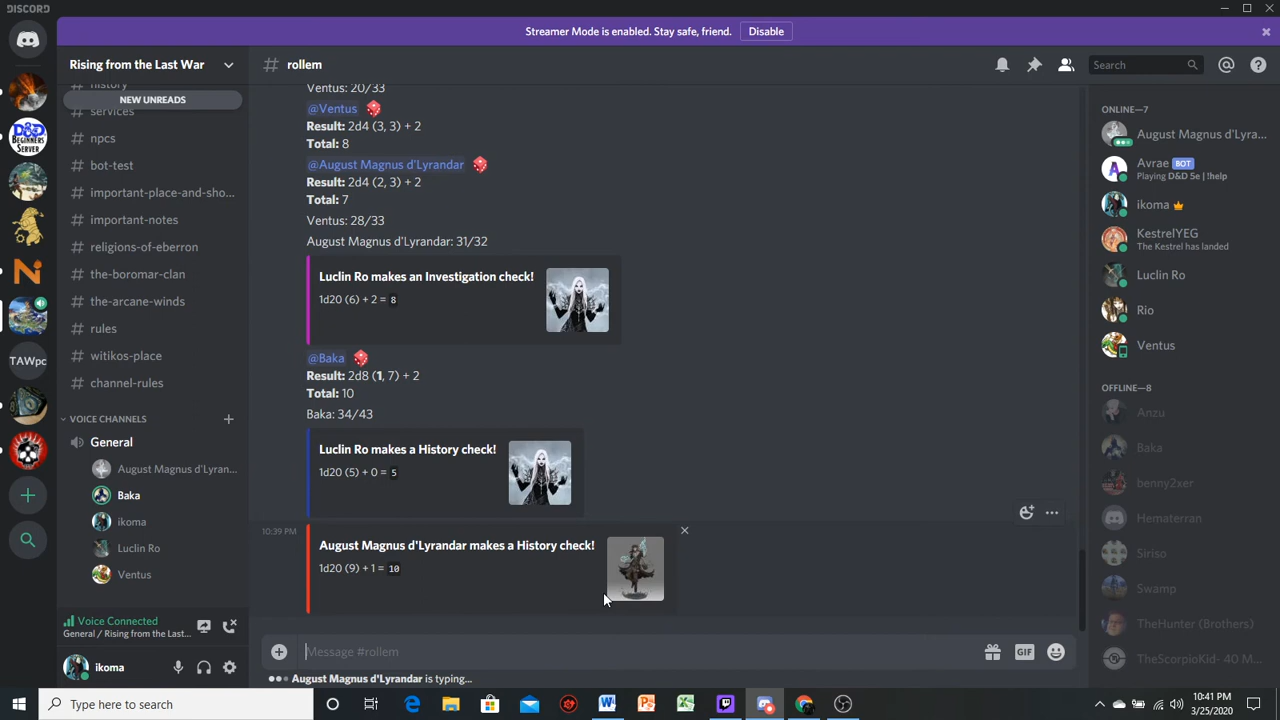 DISCORD
Streamer Mode is enabled. Stay safe, friend. Disable
Rising from the Last War
# rollem
Search
history
NEW UNREADS
services
# npcs
# bot-test
# important-place-and-sho...
# important-notes
# religions-of-eberron
# the-boromar-clan
# the-arcane-winds
# rules
# witikos-place
# channel-rules
VOICE CHANNELS
General
August Magnus d'Lyran...
Baka
ikoma
Luclin Ro
Ventus
Voice Connected
General / Rising from the Last...
ikoma
D&D
BEGINNERS
SERVER
TAWpc
Ventus: 20/33
@Ventus
Result: 2d4 (3, 3) + 2
Total: 8
@August Magnus d'Lyrandar
Result: 2d4 (2, 3) + 2
Total: 7
Ventus: 28/33
August Magnus d'Lyrandar: 31/32
Luclin Ro makes an Investigation check!
1d20 (6) + 2 = 8
@Baka
Result: 2d8 (1, 7) + 2
Total: 10
Baka: 34/43
Luclin Ro makes a History check!
1d20 (5) + 0 = 5
10:39 PM
August Magnus d'Lyrandar makes a History check!
1d20 (9) + 1 = 10
Message #rollem
GIF
August Magnus d'Lyrandar is typing...
ONLINE—7
August Magnus d'Lyra...
Avrae BOT
Playing D&D 5e | !help
ikoma
KestrelYEG
The Kestrel has landed
Luclin Ro
Rio
Ventus
OFFLINE—8
Anzu
Baka
benny2xer
Hematerran
Siriso
Swamp
TheHunter (Brothers)
TheScorpioKid- 40 M...
Type here to search
10:41 PM
3/25/2020